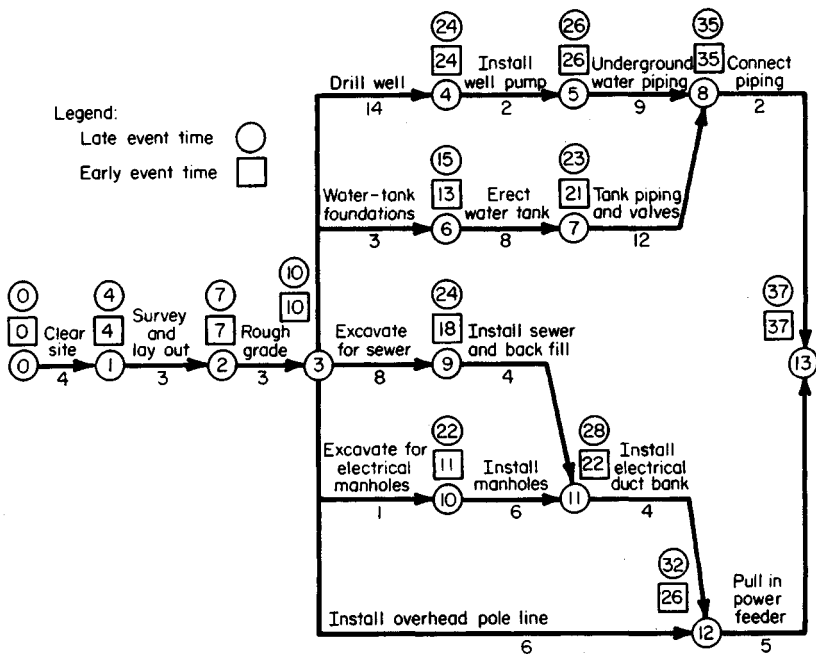 24
26
35
24
26
35
Drill well
4
Install
well pump
5
Underground
water piping
8
Connect
piping
14
2
9
2
Legend:
Late event time
Early event time
15
23
13
21
Water-tank
foundations
6
Erect
water tank
7
Tank piping
and valves
3
8
12
0
4
7
10
24
37
0
4
7
10
18
37
Clear
site
Survey
and
lay out
Rough
grade
Excavate
for sewer
Install sewer
and back fill
0
1
2
3
9
13
4
3
3
8
4
22
28
11
22
Excavate for
electrical
manholes
10
Install
manholes
11
Install
electrical
duct bank
1
6
4
32
26
Install overhead pole line
12
Pull in
power
feeder
6
5